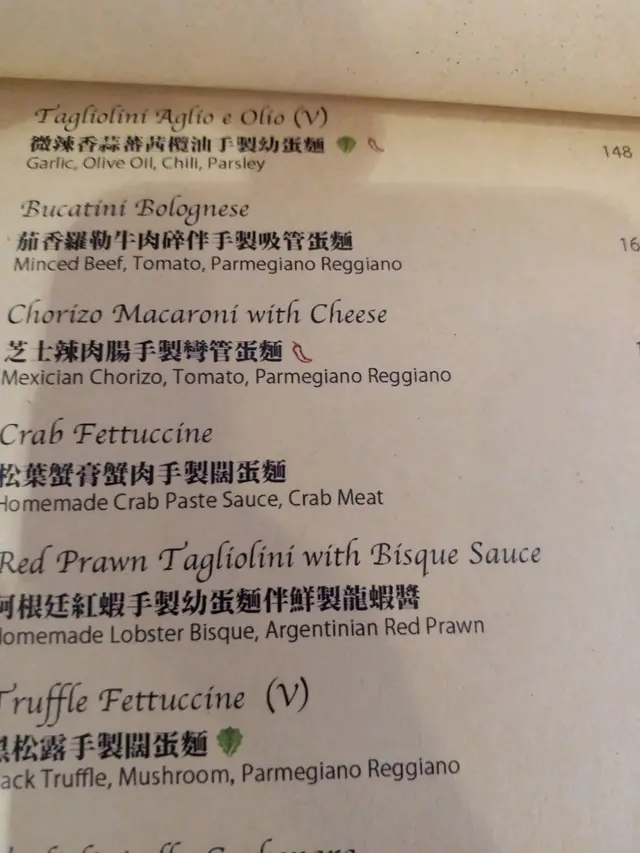 Tagliolini Aglio e Olio (V)
微辣香蒜蕃茜欖油手製幼蛋麵
148
Garlic, Olive Oil, Chili, Parsley
Bucatini Bolognese
茄香羅勒牛肉碎伴手製吸管蛋麵
16
Minced Beef, Tomato, Parmegiano Reggiano
Chorizo Macaroni with Cheese
芝士辣肉腸手製彎管蛋麵
Mexician Chorizo, Tomato, Parmegiano Reggiano
Crab Fettuccine
松葉蟹膏蟹肉手製闊蛋麵
Homemade Crab Paste Sauce, Crab Meat
Red Prawn Tagliolini with Bisque Sauce
阿根廷紅蝦手製幼蛋麵伴鮮製龍蝦醬
Homemade Lobster Bisque, Argentinian Red Prawn
Truffle Fettuccine (V)
黑松露手製闊蛋麵
ack Truffle, Mushroom, Parmegiano Reggiano